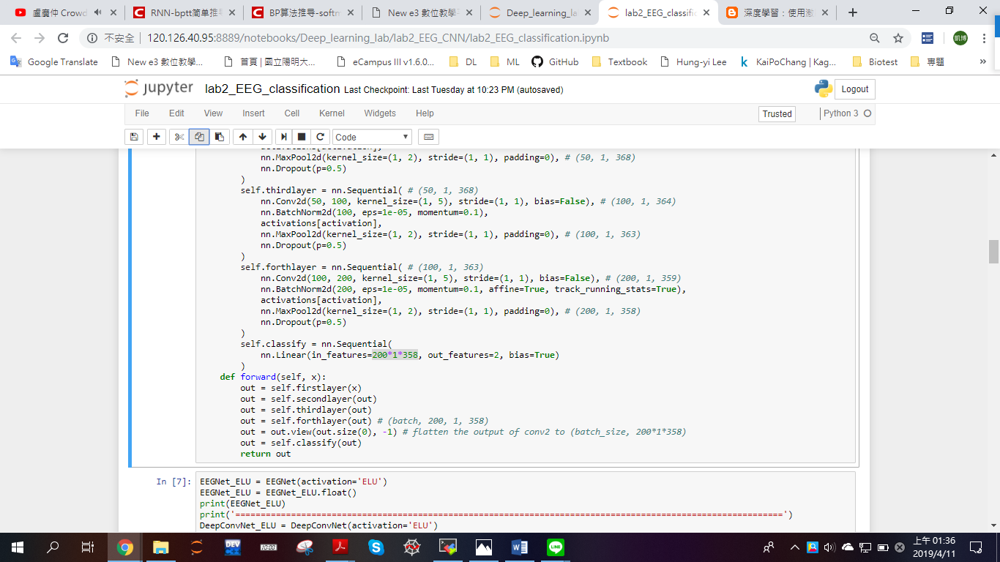 盧廣仲 Crowd
RNN-bptt简单推导
BP算法推导-softm
New e3 數位教學平
Deep_learning_la
lab2_EEG_classific
深度學習：使用激
不安全 | 120.126.40.95:8889/notebooks/Deep_learning_lab/lab2_EEG_CNN/lab2_EEG_classification.ipynb
凱博
Google Translate
New e3 數位教學...
首頁 | 國立陽明大...
eCampus III v1.6.0...
DL
ML
GitHub
Textbook
Hung-yi Lee
KaiPoChang | Kag...
Biotest
專題
»
jupyter lab2_EEG_classification Last Checkpoint: Last Tuesday at 10:23 PM (autosaved)
Logout
File Edit View Insert Cell Kernel Widgets Help
Trusted
Python 3
Code
activations[activation],
nn.MaxPool2d(kernel_size=(1, 2), stride=(1, 1), padding=0), # (50, 1, 368)
nn.Dropout(p=0.5)
)
self.thirdlayer = nn.Sequential( # (50, 1, 368)
nn.Conv2d(50, 100, kernel_size=(1, 5), stride=(1, 1), bias=False), # (100, 1, 364)
nn.BatchNorm2d(100, eps=1e-05, momentum=0.1),
activations[activation],
nn.MaxPool2d(kernel_size=(1, 2), stride=(1, 1), padding=0), # (100, 1, 363)
nn.Dropout(p=0.5)
)
self.forthlayer = nn.Sequential( # (100, 1, 363)
nn.Conv2d(100, 200, kernel_size=(1, 5), stride=(1, 1), bias=False), # (200, 1, 359)
nn.BatchNorm2d(200, eps=1e-05, momentum=0.1, affine=True, track_running_stats=True),
activations[activation],
nn.MaxPool2d(kernel_size=(1, 2), stride=(1, 1), padding=0), # (200, 1, 358)
nn.Dropout(p=0.5)
)
self.classify = nn.Sequential(
nn.Linear(in_features=200*1*358, out_features=2, bias=True)
)
def forward(self, x):
out = self.firstlayer(x)
out = self.secondlayer(out)
out = self.thirdlayer(out)
out = self.forthlayer(out) # (batch, 200, 1, 358)
out = out.view(out.size(0), -1) # flatten the output of conv2 to (batch_size, 200*1*358)
out = self.classify(out)
return out
In [7]:
EEGNet_ELU = EEGNet(activation='ELU')
EEGNet_ELU = EEGNet_ELU.float()
print(EEGNet_ELU)
print('============================================================================================================')
DeepConvNet_ELU = DeepConvNet(activation='ELU')
DEV
LINE
上午 01:36
2019/4/11